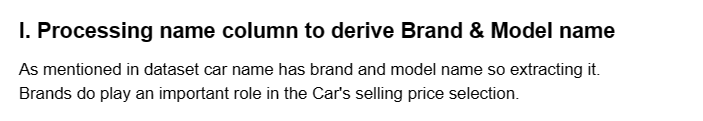 I. Processing name column to derive Brand & Model name
As mentioned in dataset car name has brand and model name so extracting it.
Brands do play an important role in the Car's selling price selection.